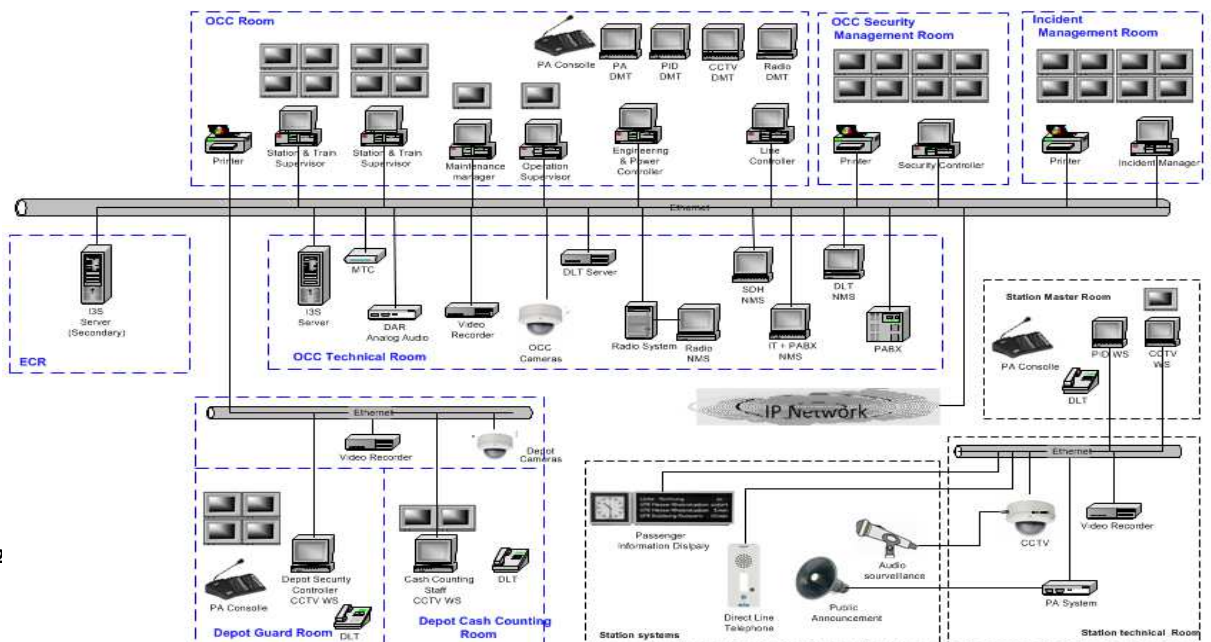 OCC Room
PA Consolle
PA
DMT
PID
DMT
CCTV
DMT
Radio
DMT
Printer
Station & Train
Supervisor
Station & Train
Supervisor
Maintenance
manager
Operation
Supervisor
Engineering
& Power
Controller
Line
Controller
OCC Security
Management Room
Printer
Security Controller
Incident
Management Room
Printer
Incident Manager
Ethernet
I3S
Server
(Secondary)
ECR
I3S
Server
MTC
DAR
Analog Audio
Video
Recorder
OCC
Cameras
DLT Server
Radio System
Radio
NMS
SDH
NMS
IT + PABX
NMS
DLT
NMS
PABX
OCC Technical Room
Station Master Room
PA Consolle
DLT
PID WS
CCTV
WS
IP Network
Ethernet
Video Recorder
Depot
Cameras
PA Consolle
Depot Security
Controller
CCTV WS
DLT
Depot Guard Room
Cash Counting
Staff
CCTV WS
DLT
Depot Cash Counting
Room
Passenger
Information Dislpaly
Direct Line
Telephone
Audio
sourveillance
Public
Announcement
Station systems
Ethernet
CCTV
Video Recorder
PA System
Station technical Room